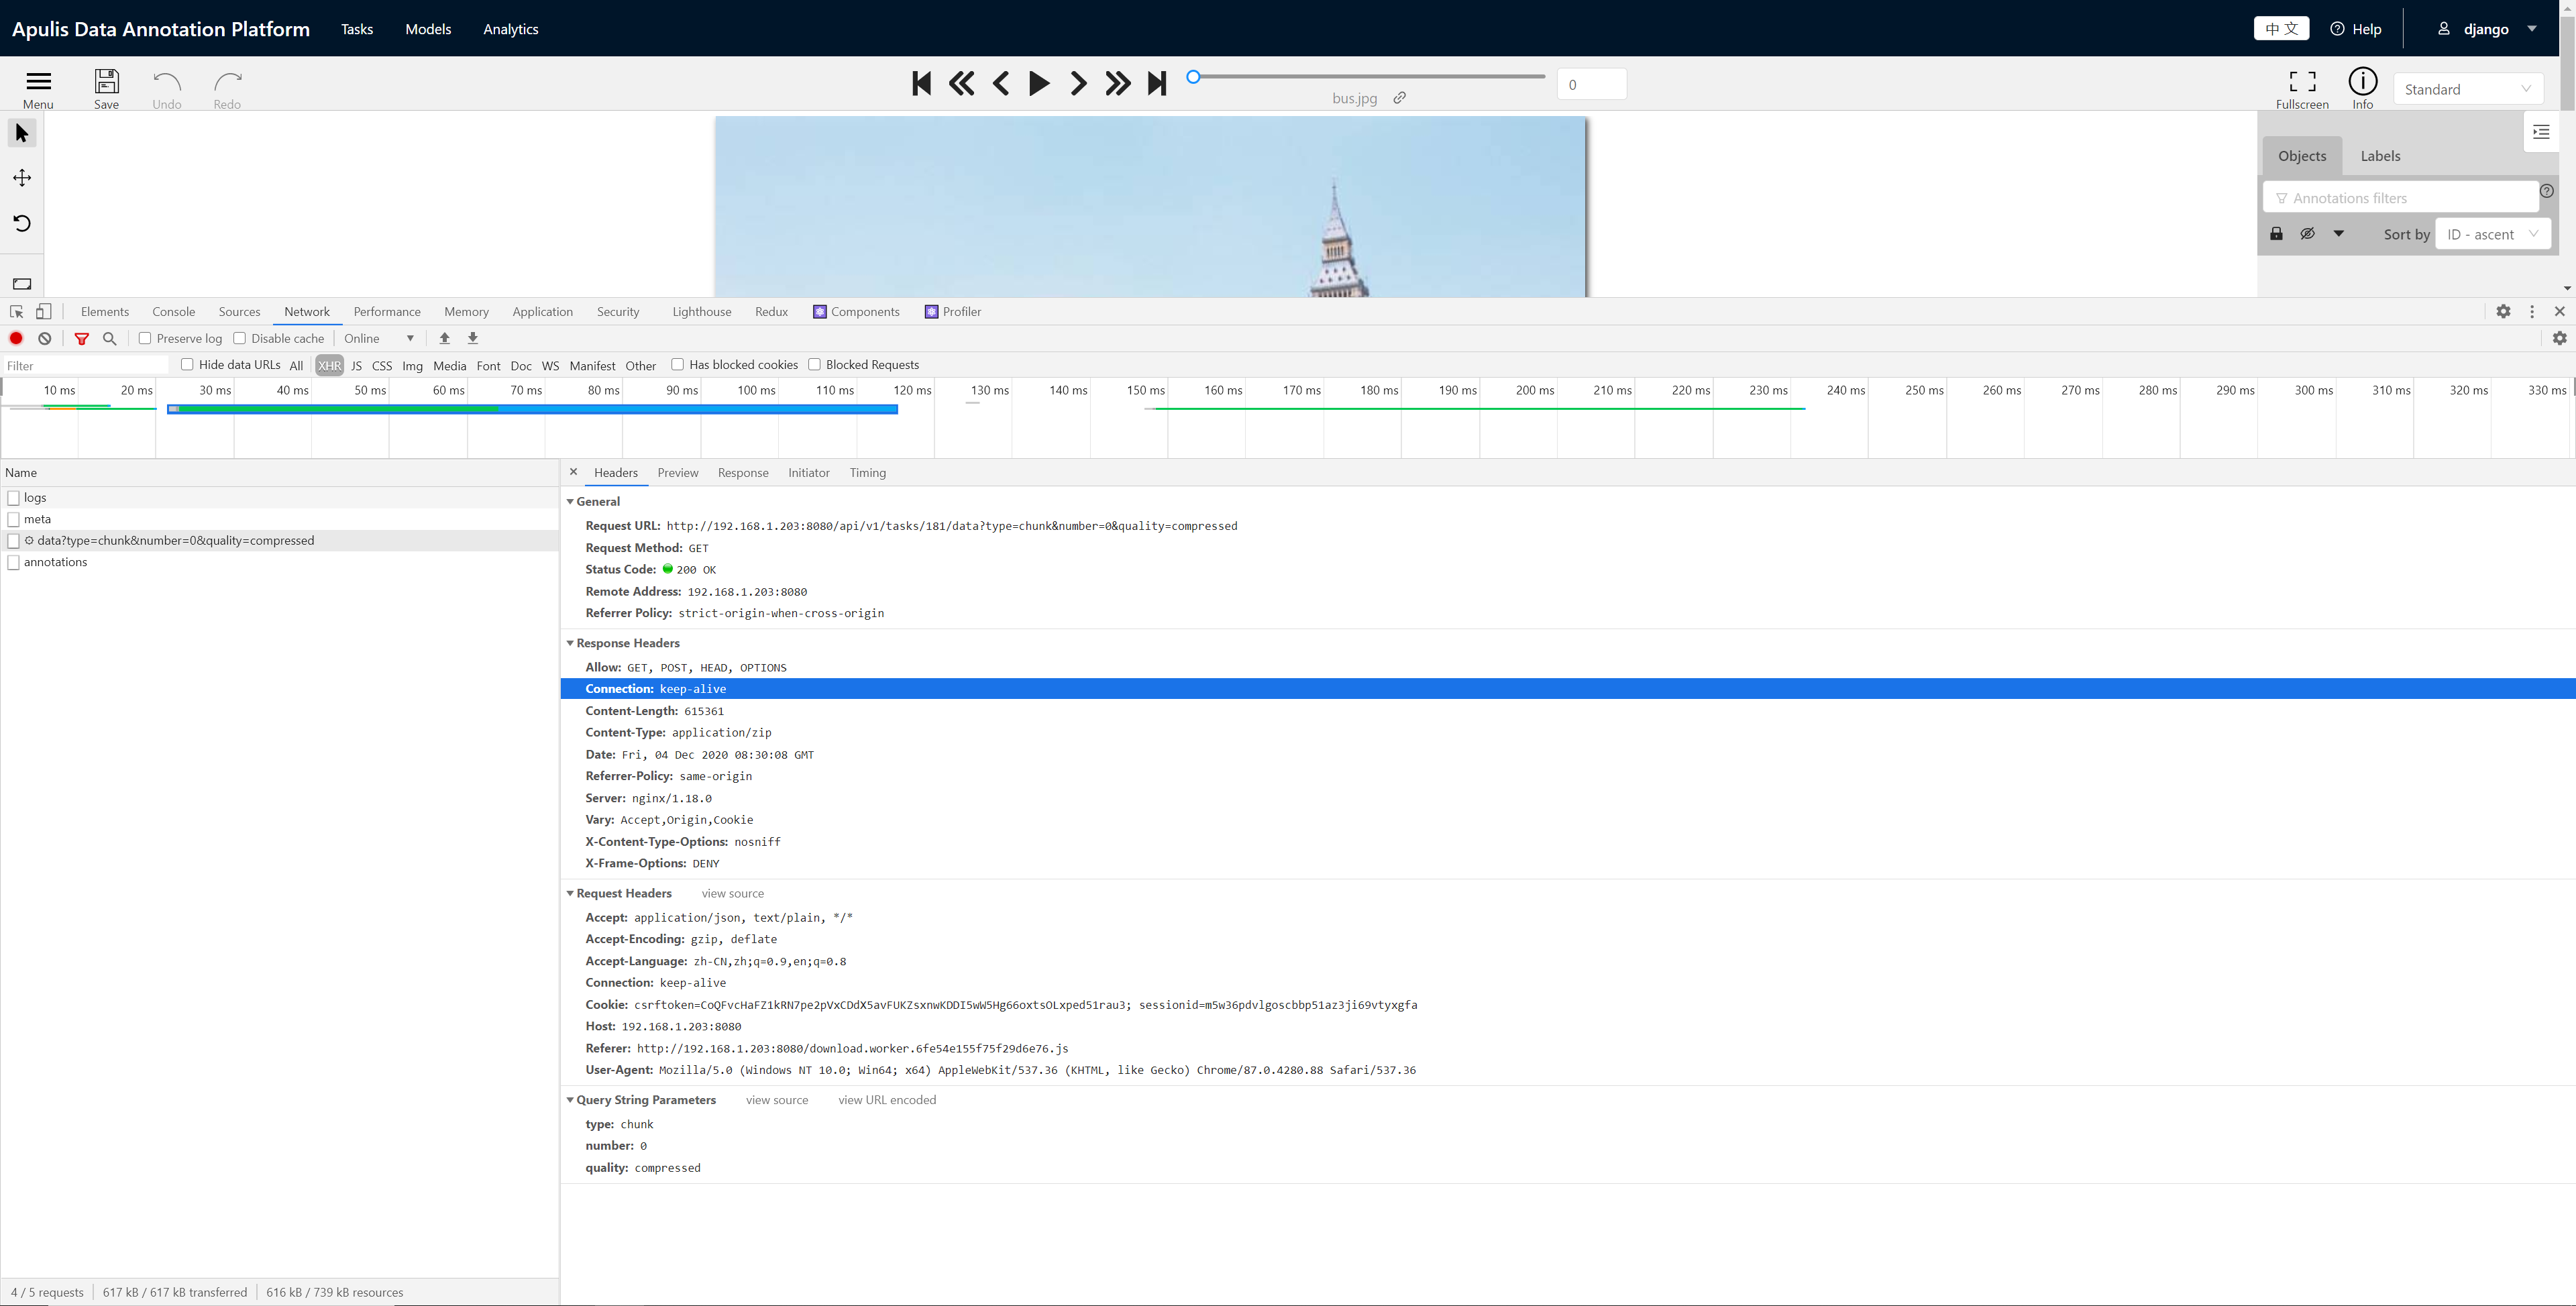 Apulis Data Annotation Platform Tasks Models Analytics 中 文 Help django
Menu Save Undo Redo 0 Fullscreen Info Standard
bus.jpg
Objects Labels
Annotations filters
Sort by ID - ascent
Elements Console Sources Network Performance Memory Application Security Lighthouse Redux Components Profiler
Preserve log Disable cache Online
Filter Hide data URLs All XHR JS CSS Img Media Font Doc WS Manifest Other Has blocked cookies Blocked Requests
10 ms 20 ms 30 ms 40 ms 50 ms 60 ms 70 ms 80 ms 90 ms 100 ms 110 ms 120 ms 130 ms 140 ms 150 ms 160 ms 170 ms 180 ms 190 ms 200 ms 210 ms 220 ms 230 ms 240 ms 250 ms 260 ms 270 ms 280 ms 290 ms 300 ms 310 ms 320 ms 330 ms
Name
logs
meta
data?type=chunk&number=0&quality=compressed
annotations
4 / 5 requests 617 kB / 617 kB transferred 616 kB / 739 kB resources
Headers Preview Response Initiator Timing
General
Request URL: http://192.168.1.203:8080/api/v1/tasks/181/data?type=chunk&number=0&quality=compressed
Request Method: GET
Status Code: 200 OK
Remote Address: 192.168.1.203:8080
Referrer Policy: strict-origin-when-cross-origin
Response Headers
Allow: GET, POST, HEAD, OPTIONS
Connection: keep-alive
Content-Length: 615361
Content-Type: application/zip
Date: Fri, 04 Dec 2020 08:30:08 GMT
Referrer-Policy: same-origin
Server: nginx/1.18.0
Vary: Accept,Origin,Cookie
X-Content-Type-Options: nosniff
X-Frame-Options: DENY
Request Headers view source
Accept: application/json, text/plain, */*
Accept-Encoding: gzip, deflate
Accept-Language: zh-CN,zh;q=0.9,en;q=0.8
Connection: keep-alive
Cookie: csrftoken=CoQFvcHaFZ1kRN7pe2pVxCDdX5avFUKZsxnwKDDI5wW5Hg66oxtsOLxped51rau3; sessionid=m5w36pdvlgoscbbp51az3ji69vtyxgfa
Host: 192.168.1.203:8080
Referer: http://192.168.1.203:8080/download.worker.6fe54e155f75f29d6e76.js
User-Agent: Mozilla/5.0 (Windows NT 10.0; Win64; x64) AppleWebKit/537.36 (KHTML, like Gecko) Chrome/87.0.4280.88 Safari/537.36
Query String Parameters view source view URL encoded
type: chunk
number: 0
quality: compressed